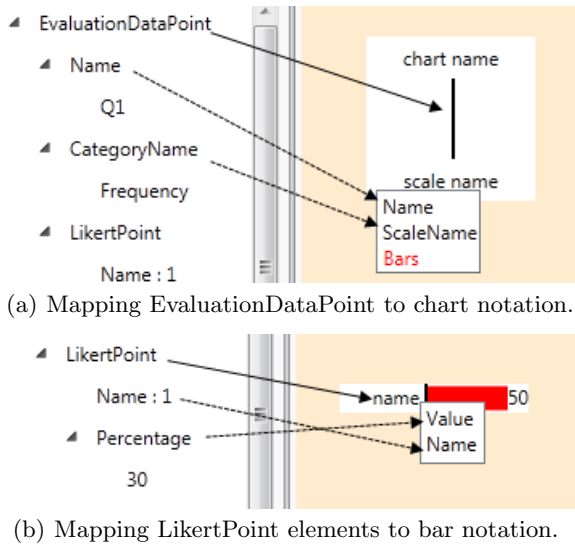 EvaluationDataPoint
Name
Q1
CategoryName
Frequency
LikertPoint
Name : 1
chart name
scale name
Name
ScaleName
Bars
(a) Mapping EvaluationDataPoint to chart notation.
LikertPoint
Name : 1
Percentage
30
name
50
Value
Name
(b) Mapping LikertPoint elements to bar notation.